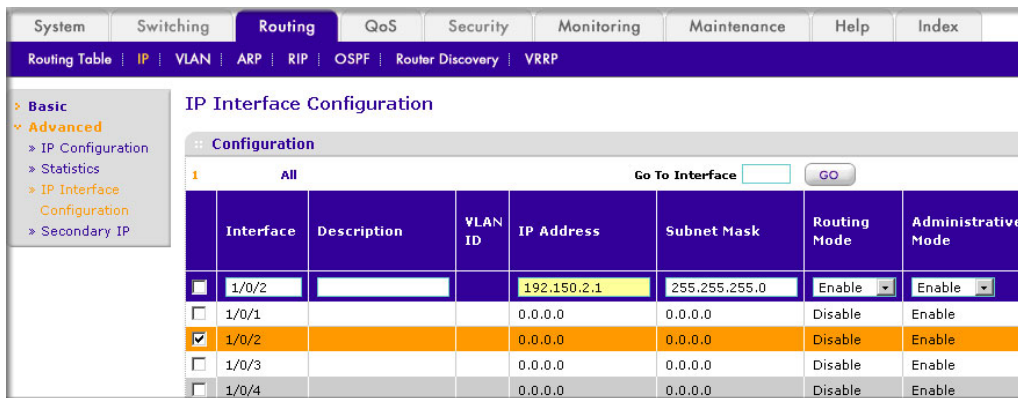 System Switching Routing QoS Security Monitoring Maintenance Help Index
Routing Table | IP | VLAN | ARP | RIP | OSPF | Router Discovery | VRRP
Basic
Advanced
» IP Configuration
» Statistics
» IP Interface
Configuration
» Secondary IP
IP Interface Configuration
Configuration
1 All Go To Interface GO
Interface Description VLAN ID IP Address Subnet Mask Routing Mode Administrative Mode
1/0/2 192.150.2.1 255.255.255.0 Enable Enable
1/0/1 0.0.0.0 0.0.0.0 Disable Enable
1/0/2 0.0.0.0 0.0.0.0 Disable Enable
1/0/3 0.0.0.0 0.0.0.0 Disable Enable
1/0/4 0.0.0.0 0.0.0.0 Disable Enable